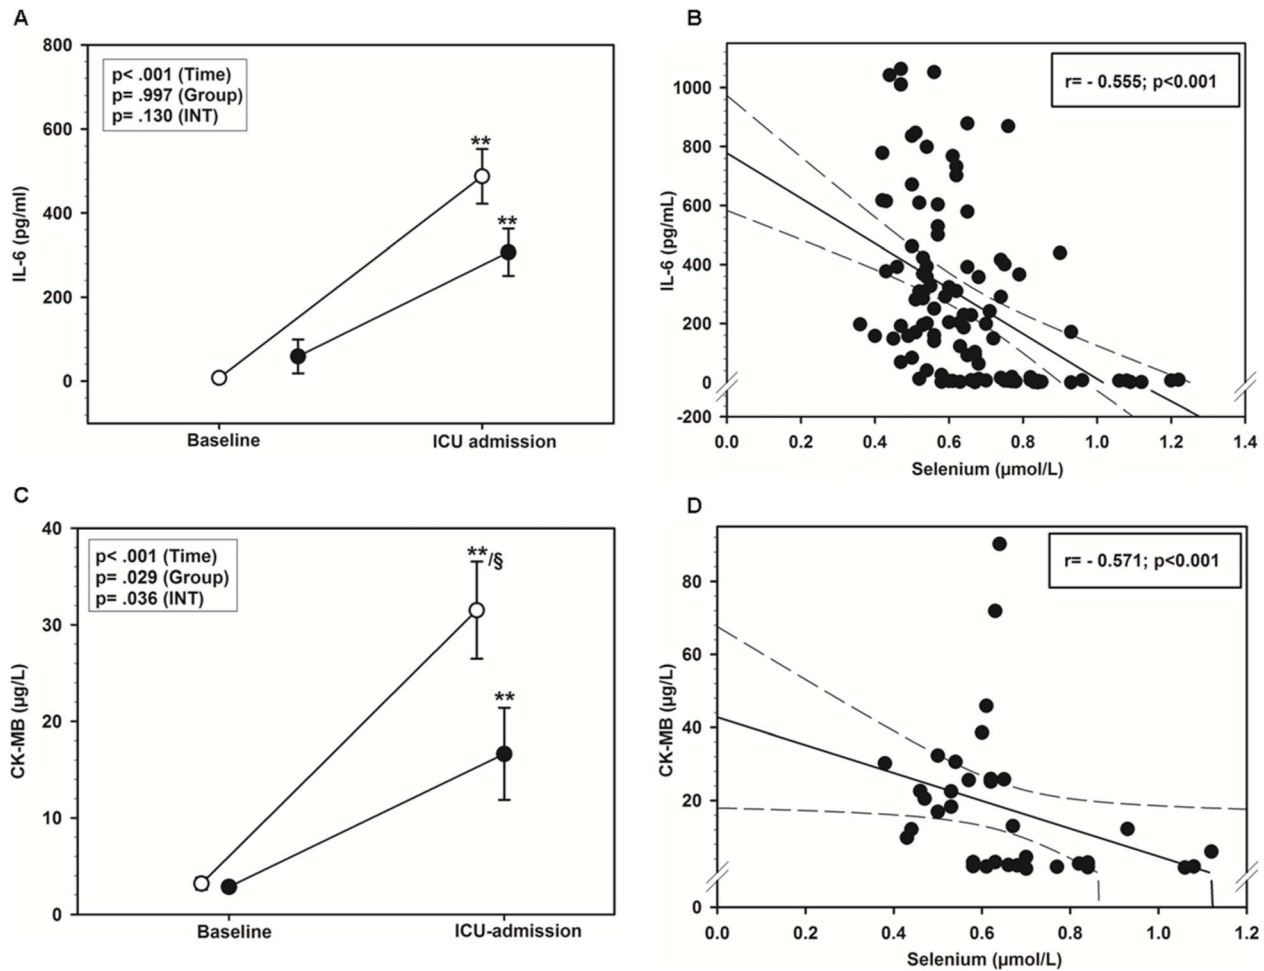 A
800
600
400
200
0
IL-6 (pg/ml)
p< .001 (Time)
p= .997 (Group)
p= .130 (INT)
**
**
Baseline
ICU admission
B
1000
800
600
400
200
0
-200
IL-6 (pg/mL)
r= - 0.555; p<0.001
0.0 0.2 0.4 0.6 0.8 1.0 1.2 1.4
Selenium (µmol/L)
C
40
30
20
10
0
CK-MB (µg/L)
p< .001 (Time)
p= .029 (Group)
p= .036 (INT)
**/§
**
Baseline
ICU-admission
D
80
60
40
20
0
CK-MB (µg/L)
r= - 0.571; p<0.001
0.0 0.2 0.4 0.6 0.8 1.0 1.2
Selenium (µmol/L)